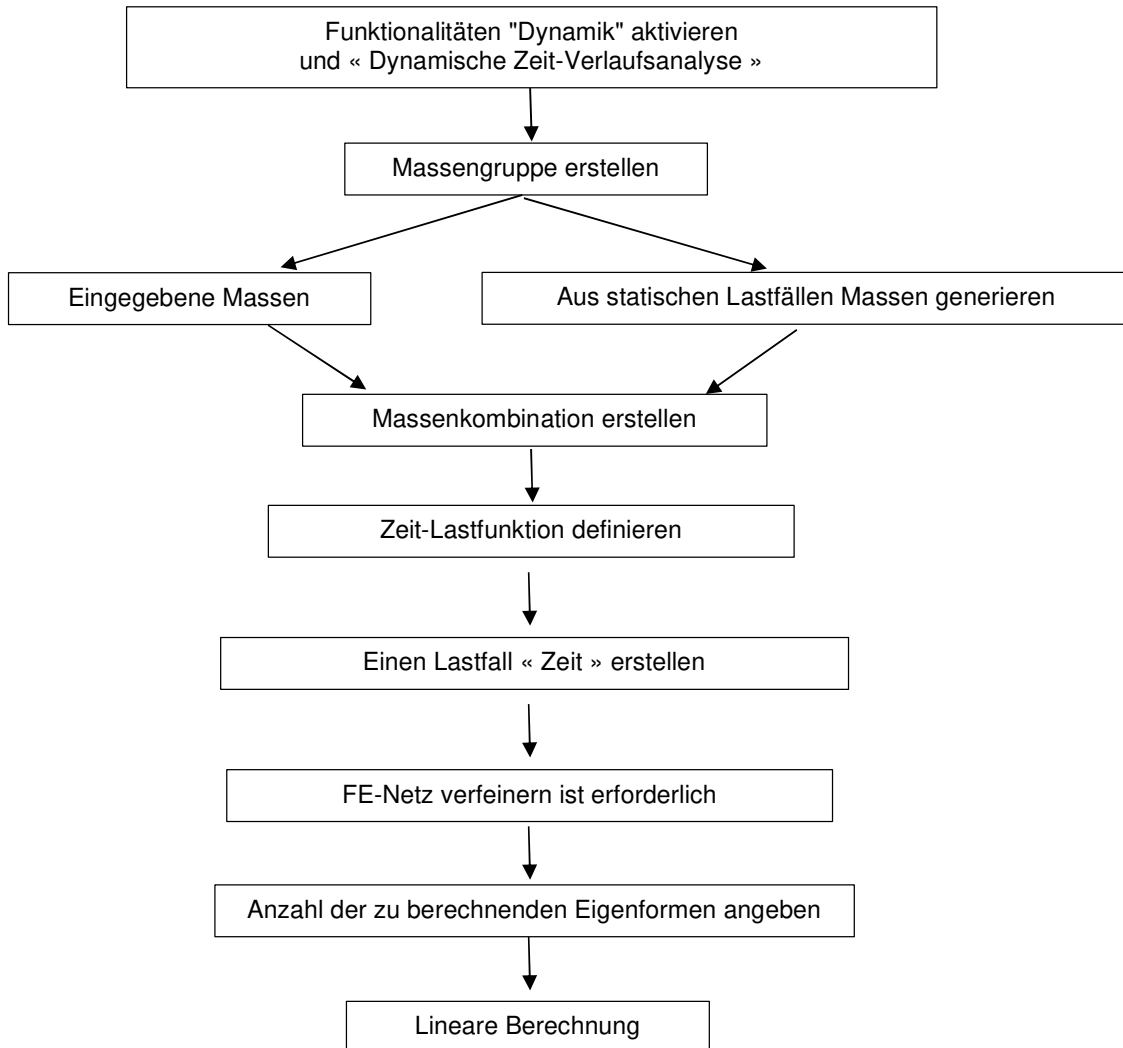 Funktionalitäten "Dynamik" aktivieren
und « Dynamische Zeit-Verlaufsanalyse »
Massengruppe erstellen
Eingegebene Massen
Aus statischen Lastfällen Massen generieren
Massenkombination erstellen
Zeit-Lastfunktion definieren
Einen Lastfall « Zeit » erstellen
FE-Netz verfeinern ist erforderlich
Anzahl der zu berechnenden Eigenformen angeben
Lineare Berechnung